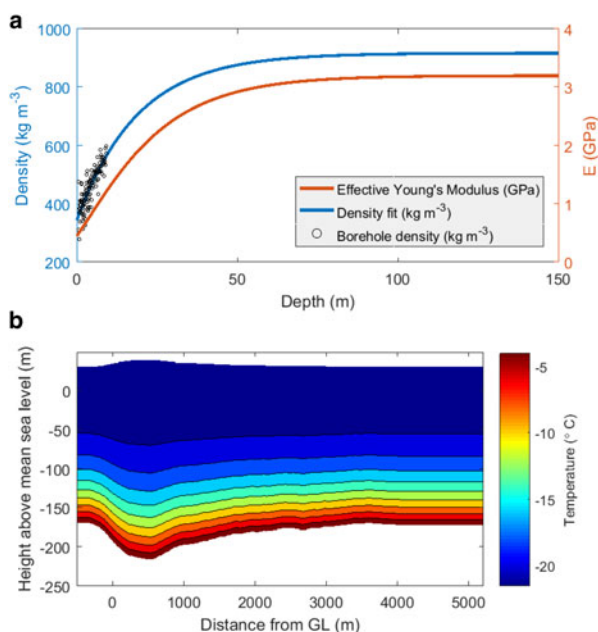 a
1000
800
600
400
200
Density (kg m-3)
4
3
2
1
0
E (GPa)
Effective Young's Modulus (GPa)
Density fit (kg m-3)
Borehole density (kg m-3)
0
50
100
150
Depth (m)
b
0
-50
-100
-150
-200
-250
Height above mean sea level (m)
0
1000
2000
3000
4000
5000
Distance from GL (m)
-5
-10
-15
-20
Temperature (° C)